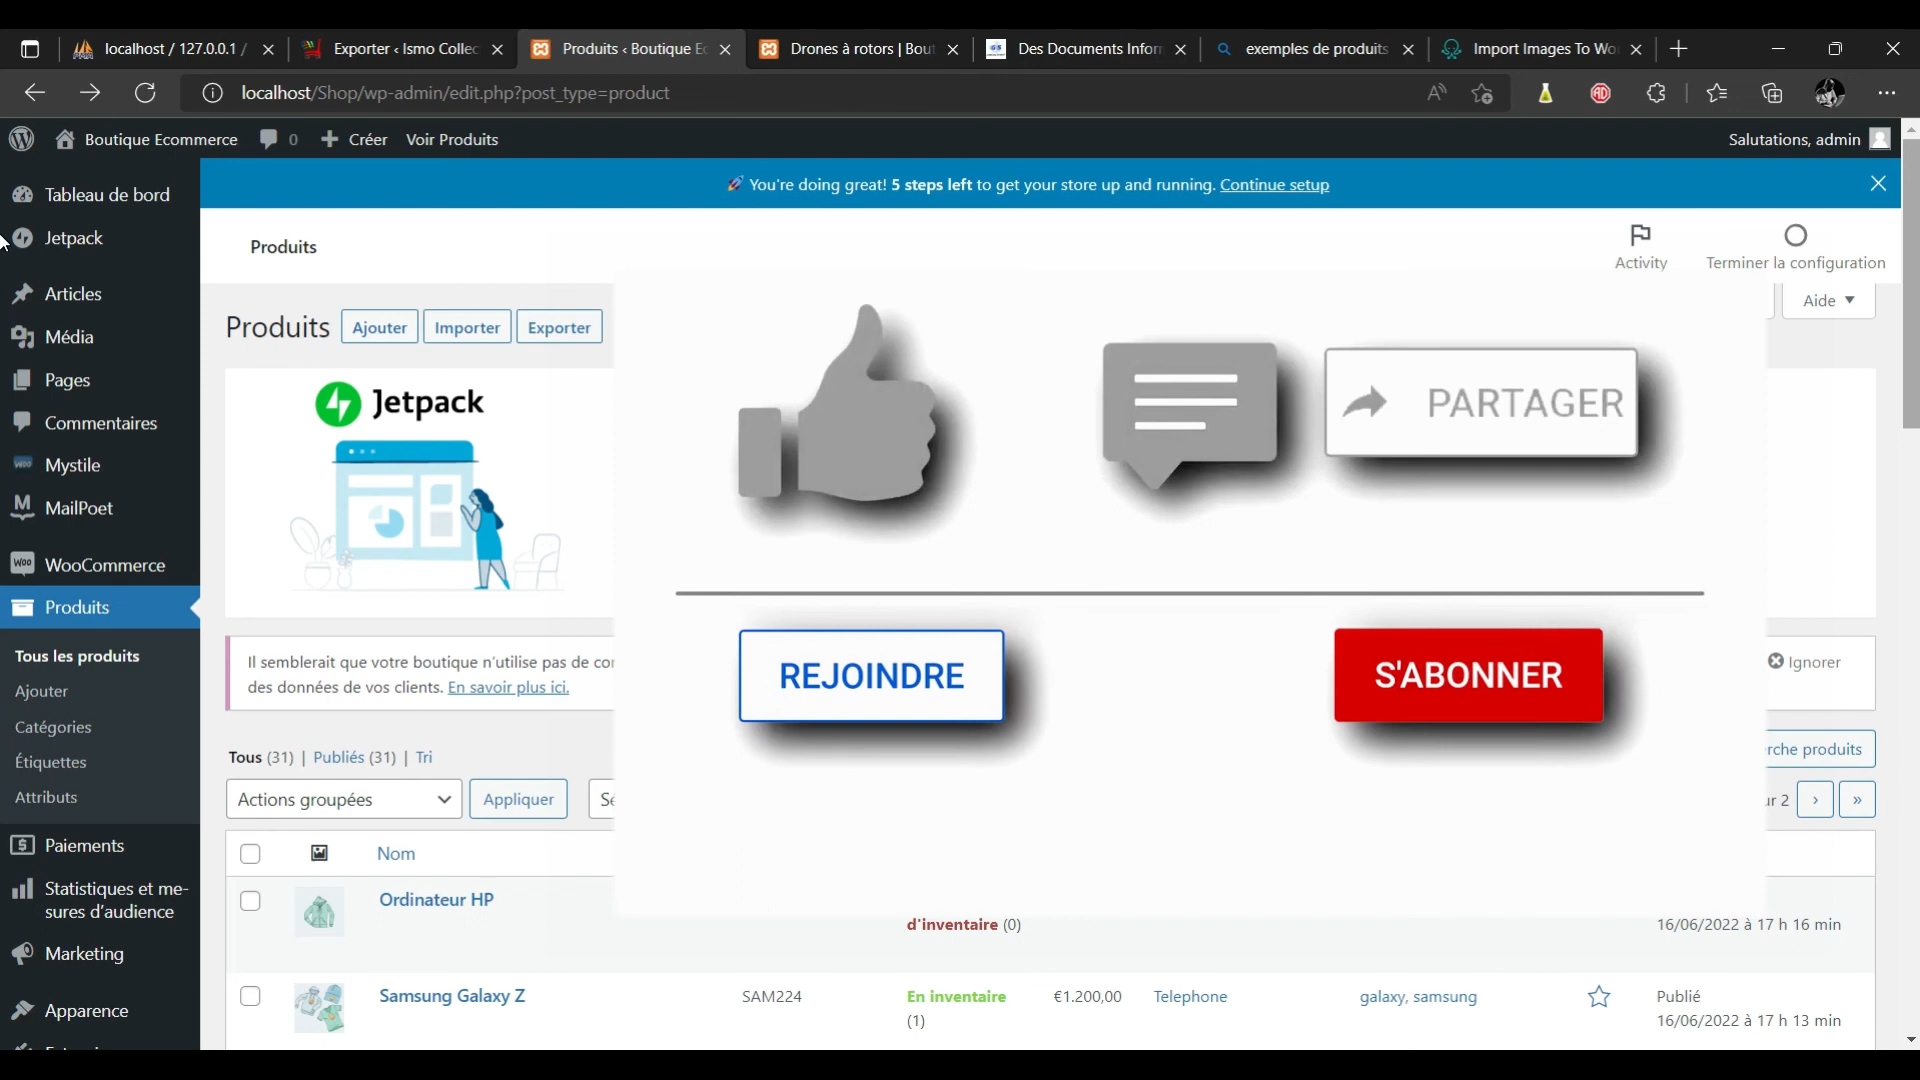 localhost / 127.0.0.1 /
Exporter ‹ Ismo Collec
Produits ‹ Boutique Ec
Drones à rotors | Bout
Des Documents Inforr
exemples de produits
Import Images To Wo
localhost/Shop/wp-admin/edit.php?post_type=product
Boutique Ecommerce
0
Créer
Voir Produits
Salutations, admin
You're doing great! 5 steps left to get your store up and running. Continue setup
Tableau de bord
Jetpack
Articles
Média
Pages
Commentaires
Mystile
MailPoet
WooCommerce
Produits
Tous les produits
Ajouter
Catégories
Étiquettes
Attributs
Paiements
Statistiques et me-
sures d'audience
Marketing
Apparence
Produits
Activity
Terminer la configuration
Aide
Produits
Ajouter
Importer
Exporter
Jetpack
PARTAGER
REJOINDRE
S'ABONNER
Il semblerait que votre boutique n'utilise pas de co
des données de vos clients. En savoir plus ici.
Ignorer
Tous (31) | Publiés (31) | Tri
rche produits
Actions groupées
Appliquer
ur 2
›
»
Nom
Ordinateur HP
d'inventaire (0)
16/06/2022 à 17 h 16 min
Samsung Galaxy Z
SAM224
En inventaire
(1)
€1.200,00
Telephone
galaxy, samsung
Publié
16/06/2022 à 17 h 13 min